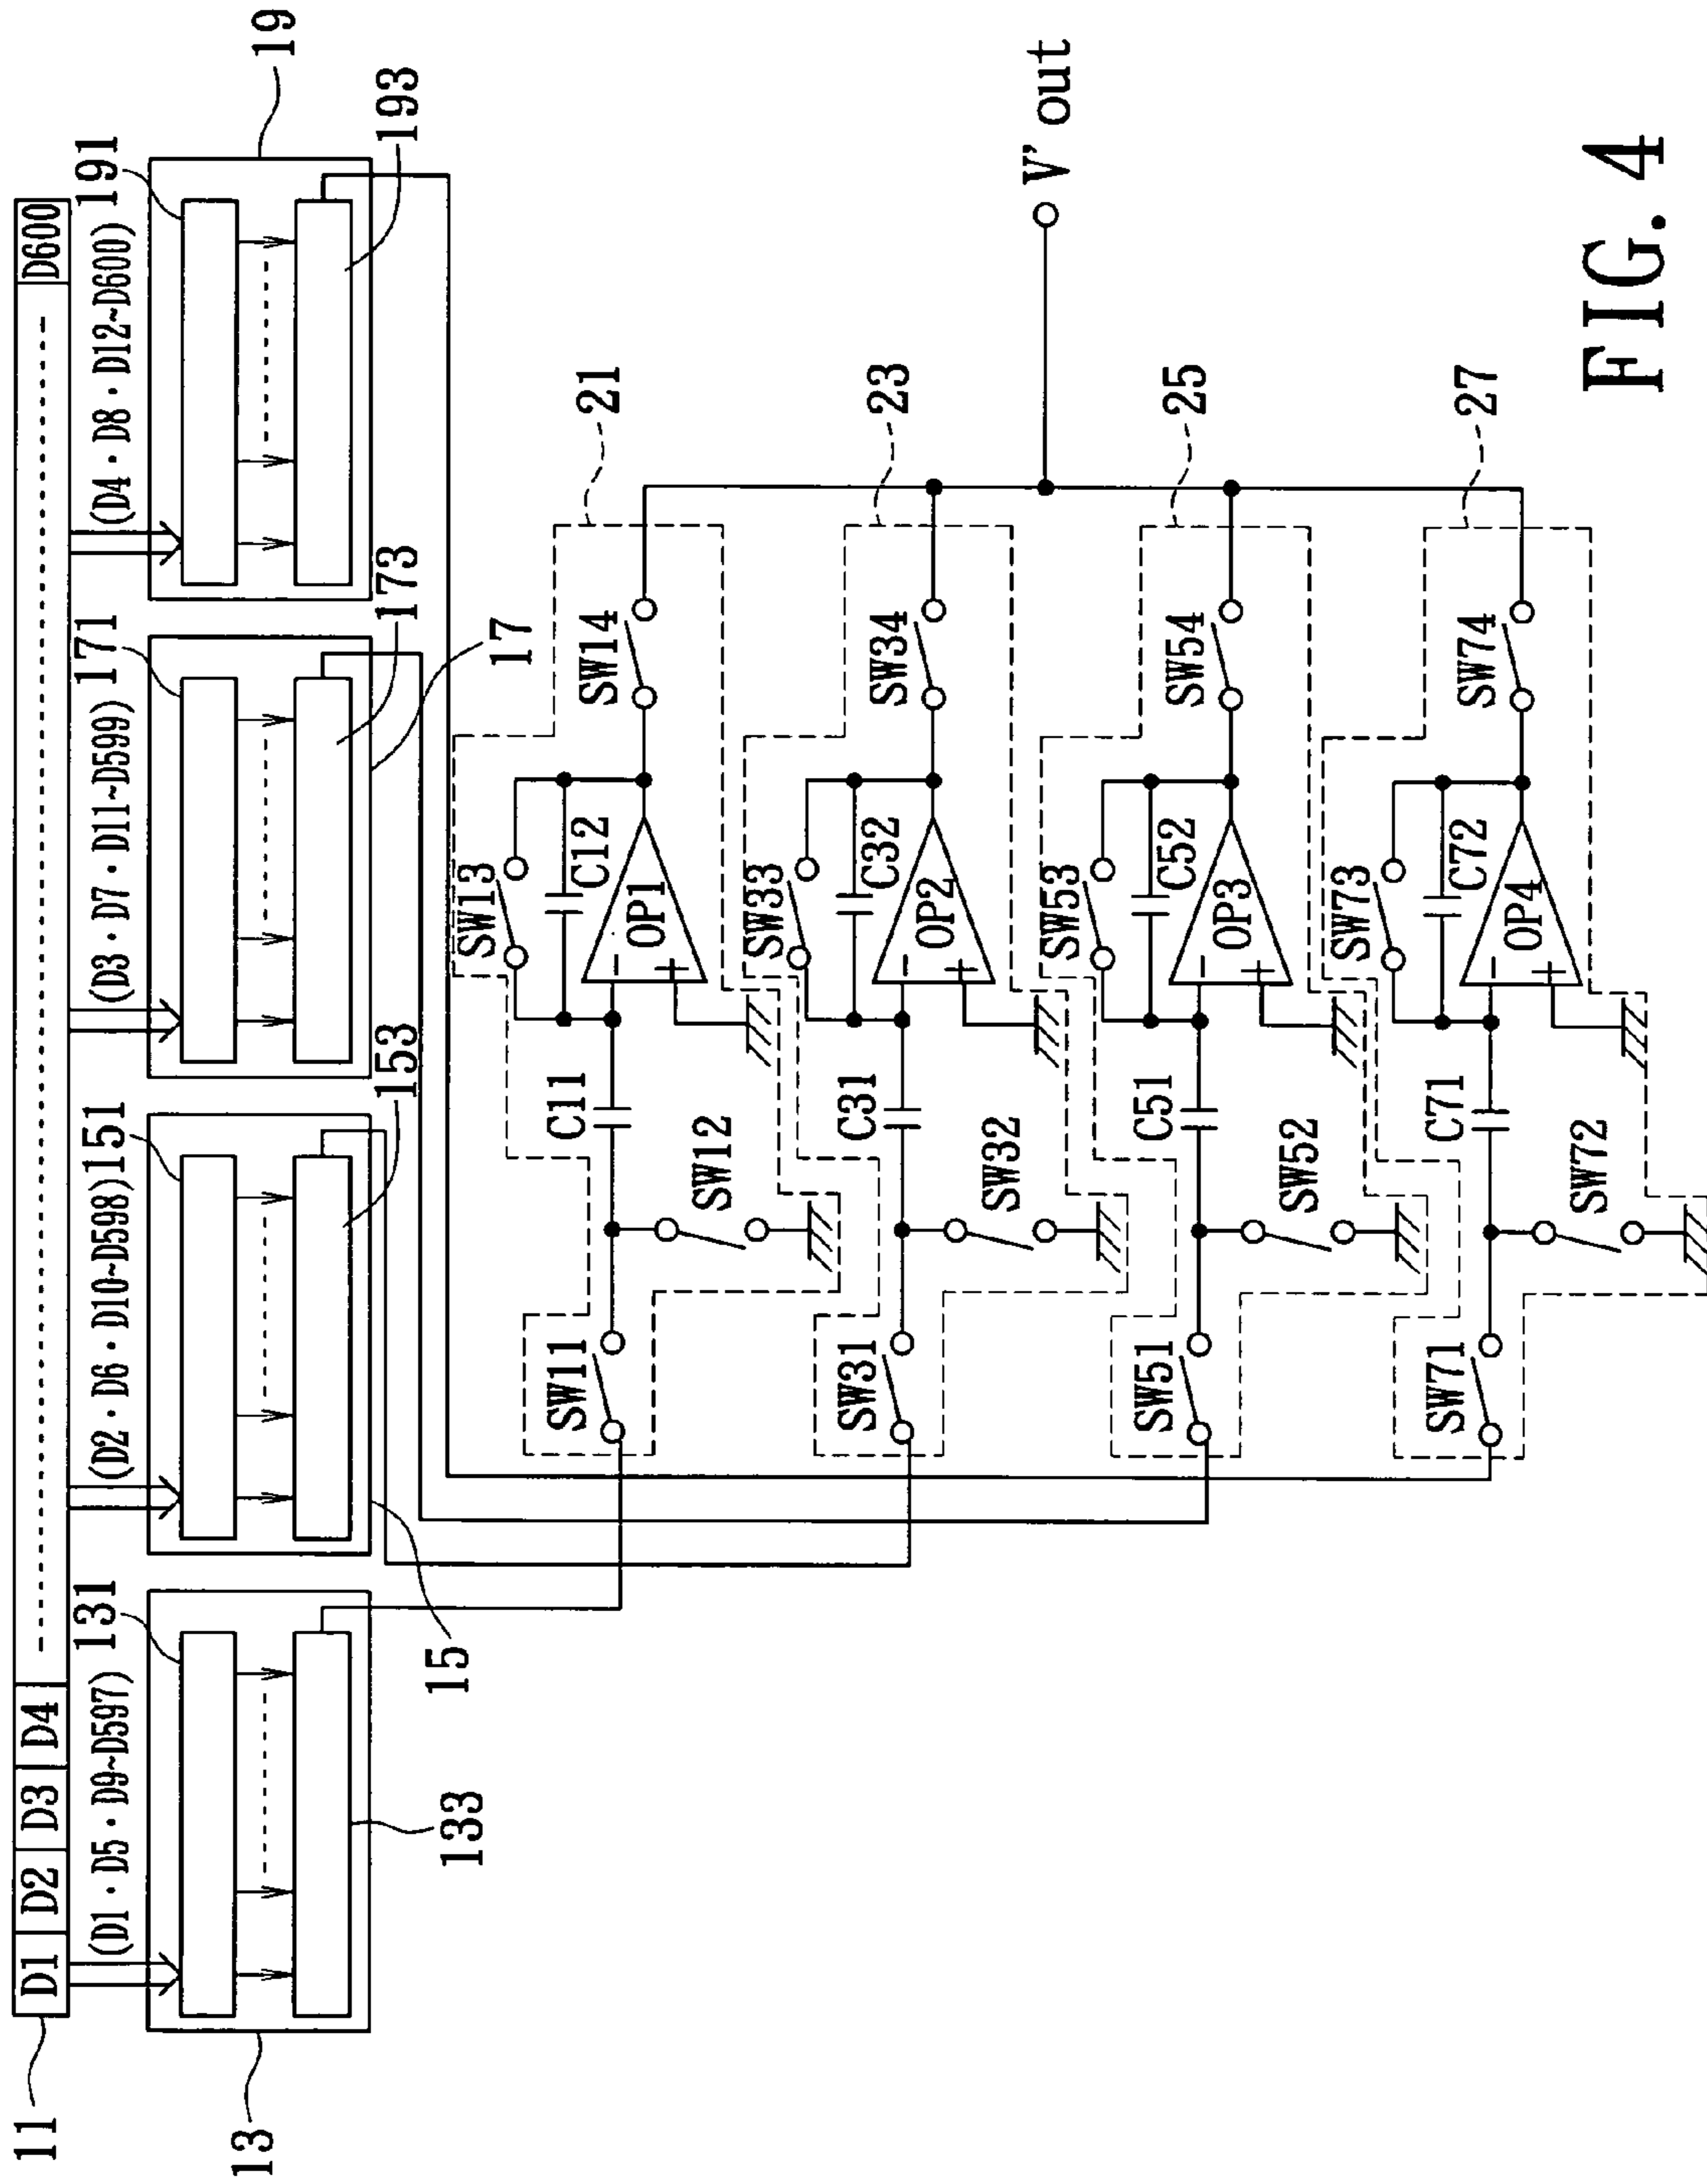 11
D1
D2
D3
D4
D600
(D1・D5・D9~D597)
131
(D2・D6・D10~D598)
151
(D3・D7・D11~D599)
171
(D4・D8・D12~D600)
191
13
133
15
153
17
173
19
193
SW11
SW12
C11
SW13
C12
OP1
−
+
SW14
21
SW31
SW32
C31
SW33
C32
OP2
−
+
SW34
23
V' out
SW51
SW52
C51
SW53
C52
OP3
−
+
SW54
25
SW71
SW72
C71
SW73
C72
OP4
−
+
SW74
27
FIG. 4